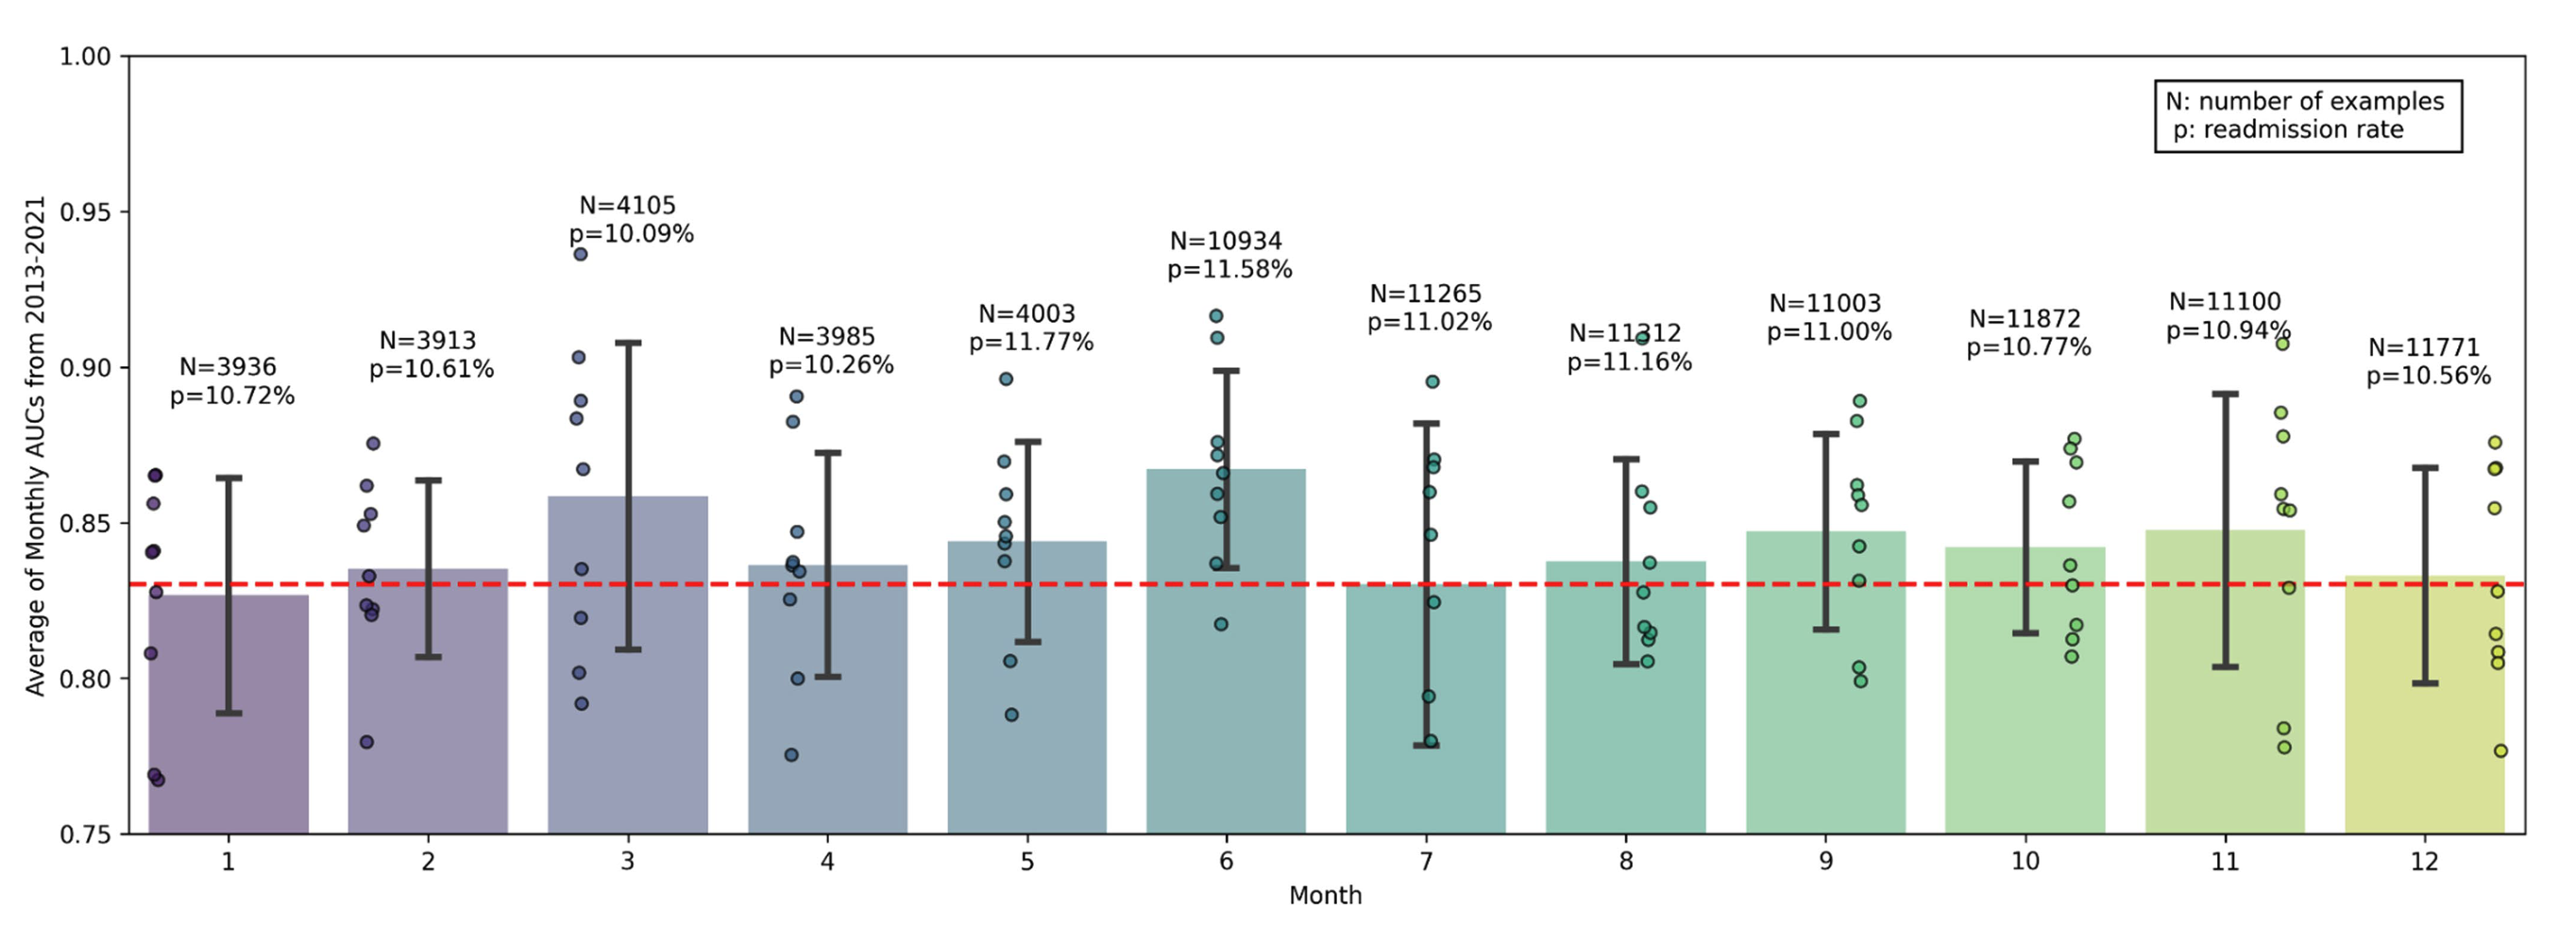 1.00
0.95
0.90
0.85
0.80
0.75
Average of Monthly AUCs from 2013-2021
N: number of examples
p: readmission rate
N=3936
p=10.72%
N=3913
p=10.61%
N=4105
p=10.09%
N=3985
p=10.26%
N=4003
p=11.77%
N=10934
p=11.58%
N=11265
p=11.02%
N=11312
p=11.16%
N=11003
p=11.00%
N=11872
p=10.77%
N=11100
p=10.94%
N=11771
p=10.56%
1 2 3 4 5 6 7 8 9 10 11 12
Month